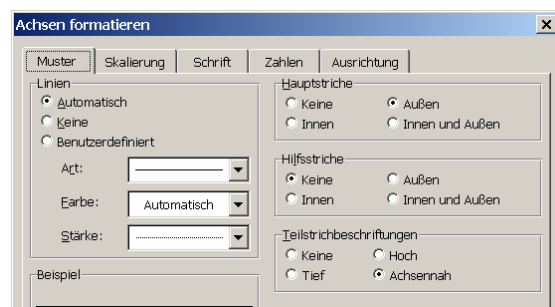 Achsen formatieren
Muster Skalierung Schrift Zahlen Ausrichtung
Linien
Automatisch
Keine
Benutzerdefiniert
Art:
Farbe: Automatisch
Stärke:
Beispiel
Hauptstriche
Keine Außen
Innen Innen und Außen
Hilfsstriche
Keine Außen
Innen Innen und Außen
Teilstrichbeschriftungen
Keine Hoch
Tief Achsennah